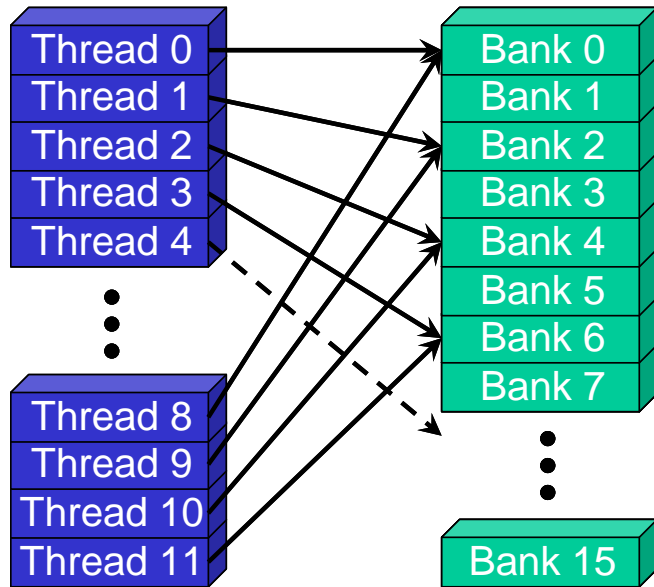 Thread 0
Thread 1
Thread 2
Thread 3
Thread 4
Thread 8
Thread 9
Thread 10
Thread 11
Bank 0
Bank 1
Bank 2
Bank 3
Bank 4
Bank 5
Bank 6
Bank 7
Bank 15